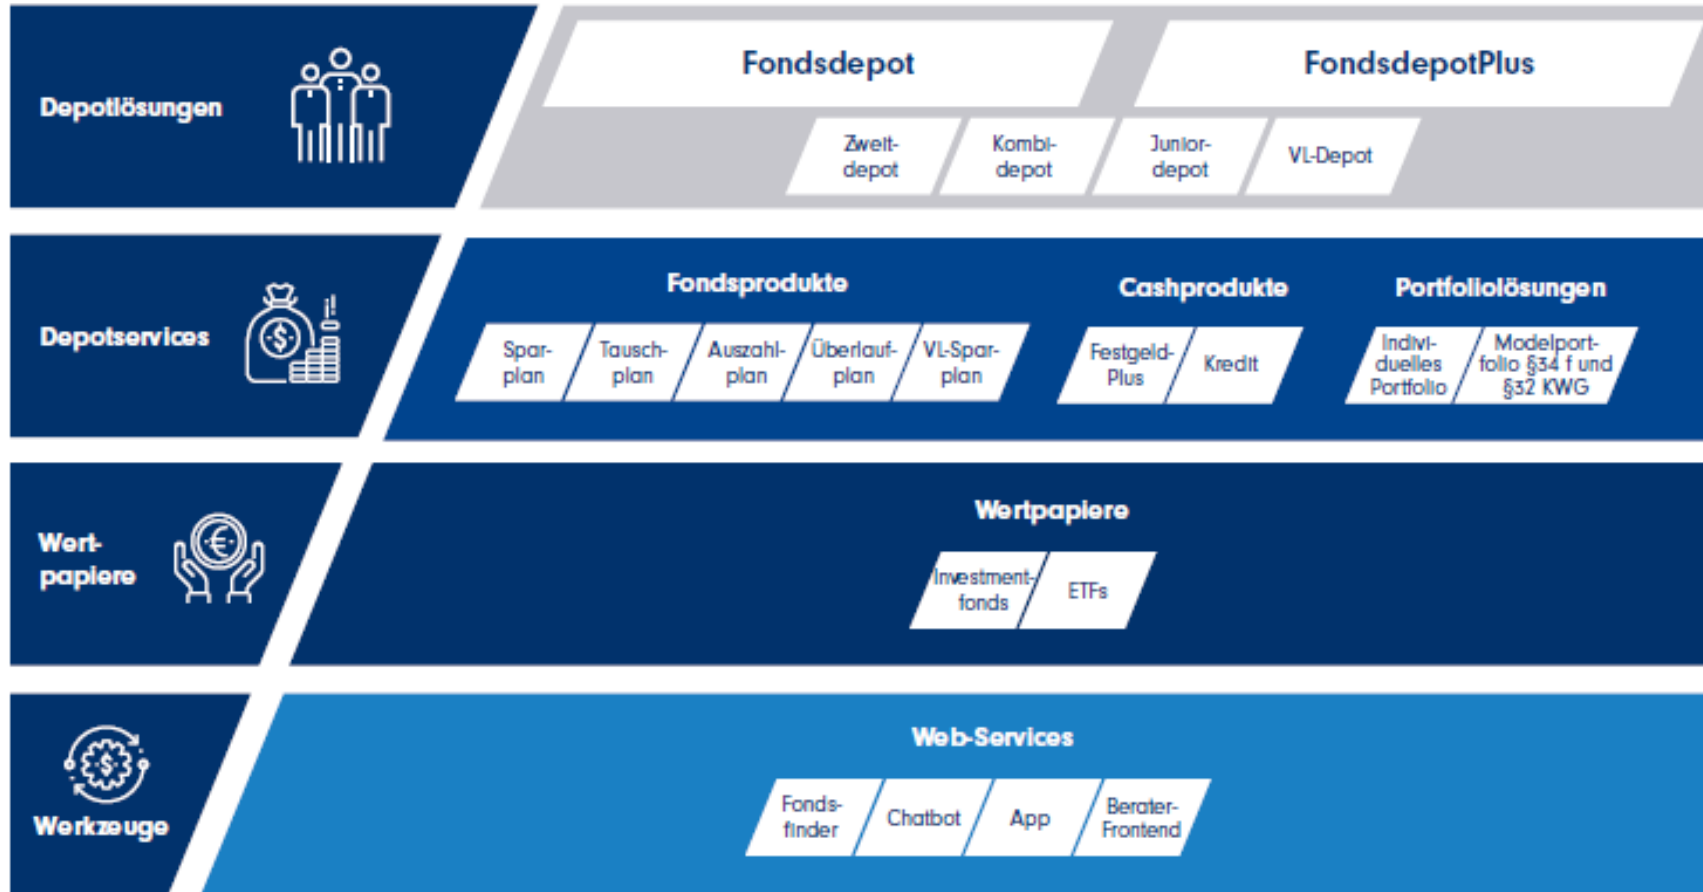 Depotlösungen
Fondsdepot
FondsdepotPlus
Zweit-
depot
Kombi-
depot
Junior-
depot
VL-Depot
Depotservices
Fondsprodukte
Spar-
plan
Tausch-
plan
Auszahl-
plan
Überlauf-
plan
VL-Spar-
plan
Cashprodukte
Festgeld-
Plus
Kredit
Portfoliolösungen
Indivi-
duelles
Portfolio
Modelport-
folio §34 f und
§32 KWG
Wert-
papiere
Wertpapiere
Investment-
fonds
ETFs
Werkzeuge
Web-Services
Fonds-
finder
Chatbot
App
Berater-
Frontend